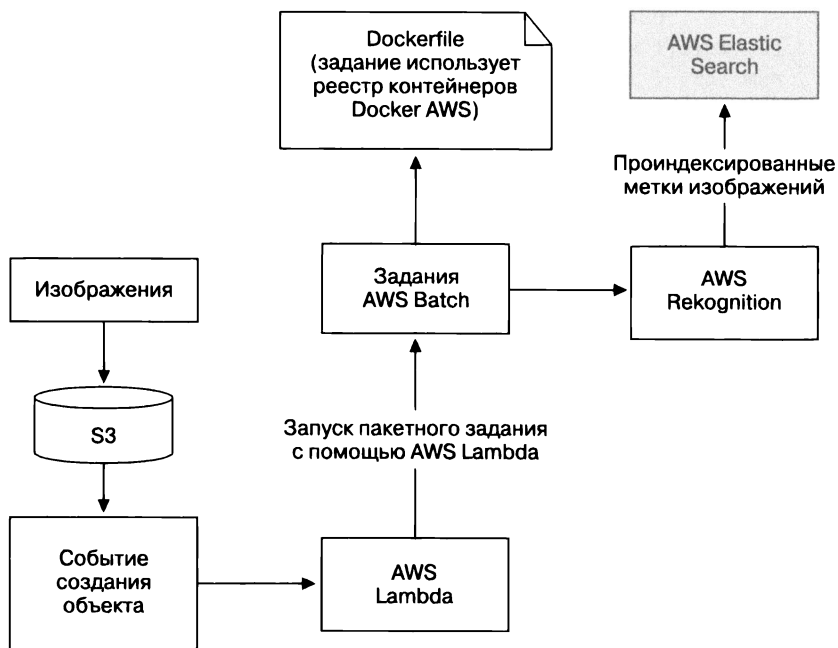 Dockerfile
(задание использует
реестр контейнеров
Docker AWS)
AWS Elastic
Search
Проиндексированные
метки изображений
Изображения
Задания
AWS Batch
AWS
Rekognition
S3
Запуск пакетного задания
с помощью AWS Lambda
Событие
создания
объекта
AWS
Lambda